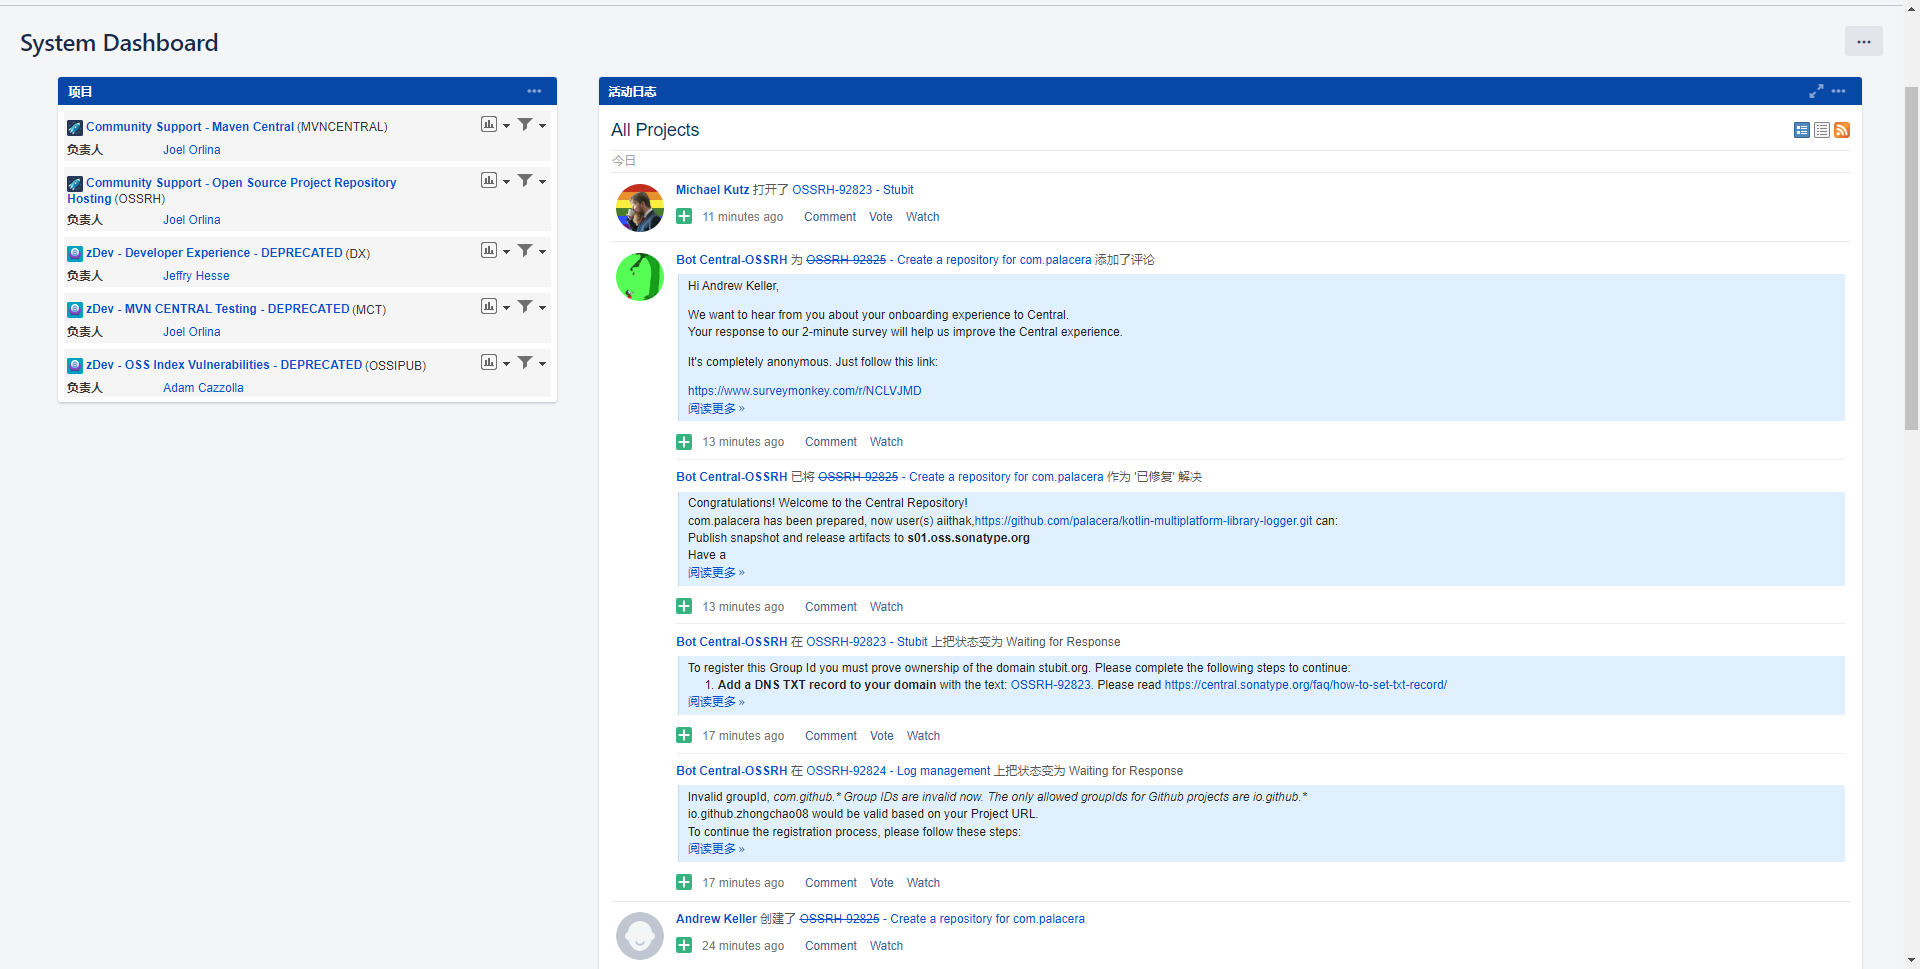 System Dashboard
项目
Community Support - Maven Central (MVNCENTRAL)
负责人 Joel Orlina
Community Support - Open Source Project Repository
Hosting (OSSRH)
负责人 Joel Orlina
zDev - Developer Experience - DEPRECATED (DX)
负责人 Jeffry Hesse
zDev - MVN CENTRAL Testing - DEPRECATED (MCT)
负责人 Joel Orlina
zDev - OSS Index Vulnerabilities - DEPRECATED (OSSIPUB)
负责人 Adam Cazzolla
活动日志
All Projects
今日
Michael Kutz 打开了 OSSRH-92823 - Stubit
11 minutes ago Comment Vote Watch
Bot Central-OSSRH 为 OSSRH-92825 - Create a repository for com.palacera 添加了评论
Hi Andrew Keller,
We want to hear from you about your onboarding experience to Central.
Your response to our 2-minute survey will help us improve the Central experience.
It's completely anonymous. Just follow this link:
https://www.surveymonkey.com/r/NCLVJMD
阅读更多 »
13 minutes ago Comment Watch
Bot Central-OSSRH 已将 OSSRH-92825 - Create a repository for com.palacera 作为 '已修复' 解决
Congratulations! Welcome to the Central Repository!
com.palacera has been prepared, now user(s) aiithak,https://github.com/palacera/kotlin-multiplatform-library-logger.git can:
Publish snapshot and release artifacts to s01.oss.sonatype.org
Have a
阅读更多 »
13 minutes ago Comment Watch
Bot Central-OSSRH 在 OSSRH-92823 - Stubit 上把状态变为 Waiting for Response
To register this Group Id you must prove ownership of the domain stubit.org. Please complete the following steps to continue:
1. Add a DNS TXT record to your domain with the text: OSSRH-92823. Please read https://central.sonatype.org/faq/how-to-set-txt-record/
阅读更多 »
17 minutes ago Comment Vote Watch
Bot Central-OSSRH 在 OSSRH-92824 - Log management 上把状态变为 Waiting for Response
Invalid groupId, com.github.* Group IDs are invalid now. The only allowed groupIds for Github projects are io.github.*
io.github.zhongchao08 would be valid based on your Project URL.
To continue the registration process, please follow these steps:
阅读更多 »
17 minutes ago Comment Vote Watch
Andrew Keller 创建了 OSSRH-92825 - Create a repository for com.palacera
24 minutes ago Comment Watch